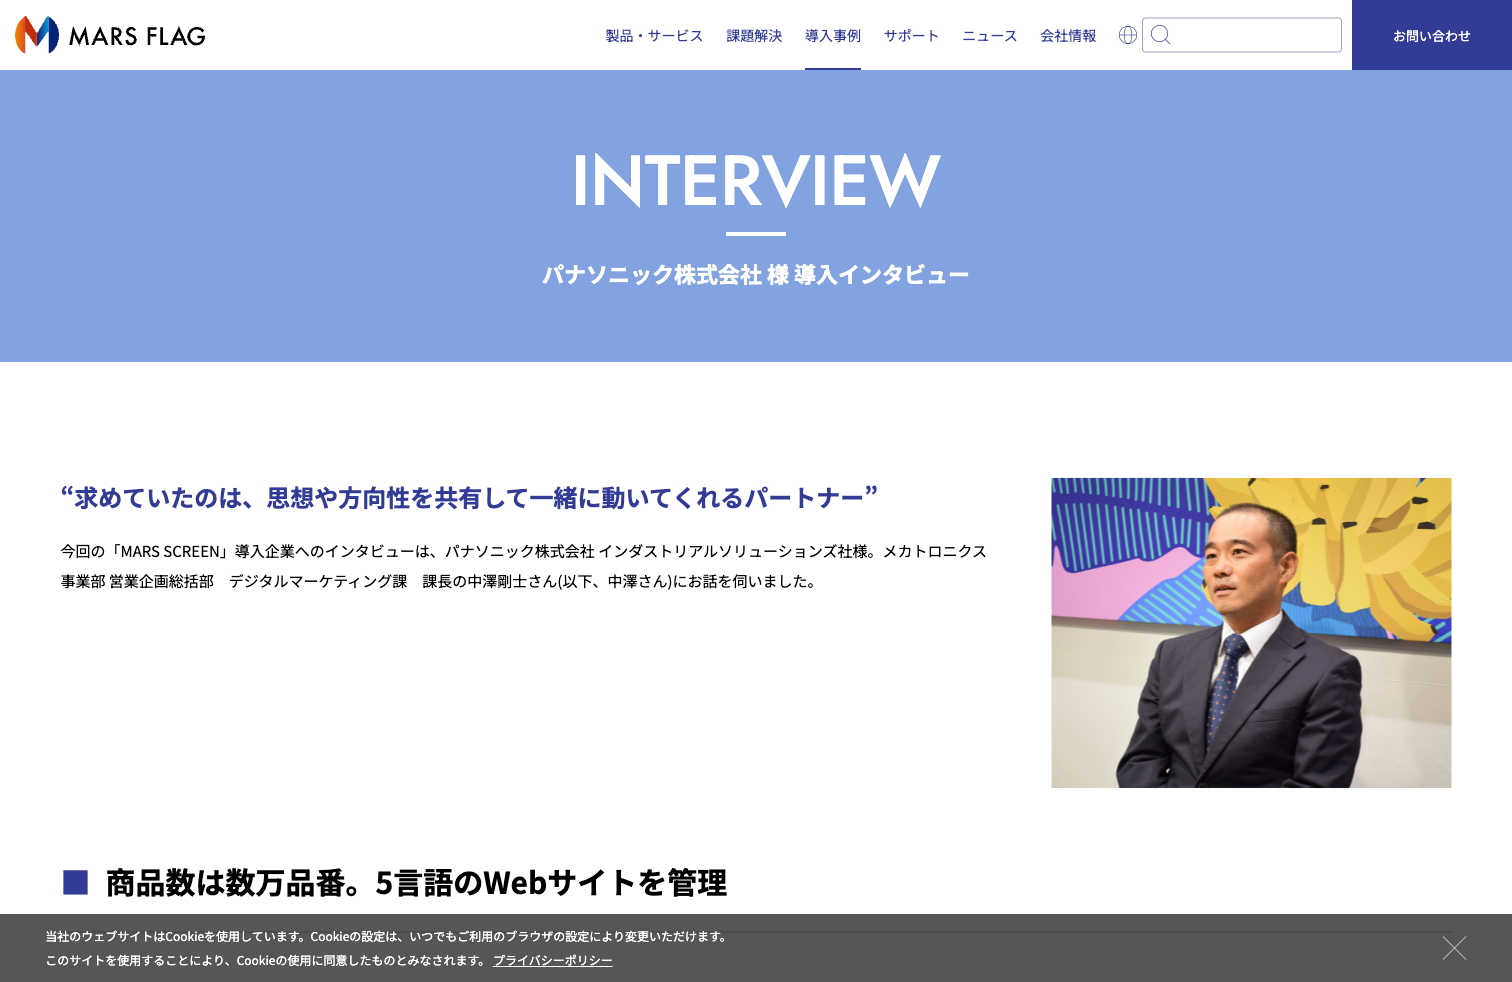 MARS FLAG
製品・サービス 課題解決 導入事例 サポート ニュース 会社情報 お問い合わせ
INTERVIEW
パナソニック株式会社 様 導入インタビュー
“求めていたのは、思想や方向性を共有して一緒に動いてくれるパートナー”
今回の「MARS SCREEN」導入企業へのインタビューは、パナソニック株式会社 インダストリアルソリューションズ社様。メカトロニクス
事業部 営業企画総括部　デジタルマーケティング課　課長の中澤剛士さん(以下、中澤さん)にお話を伺いました。
■ 商品数は数万品番。5言語のWebサイトを管理
当社のウェブサイトはCookieを使用しています。Cookieの設定は、いつでもご利用のブラウザの設定により変更いただけます。
このサイトを使用することにより、Cookieの使用に同意したものとみなされます。 プライバシーポリシー